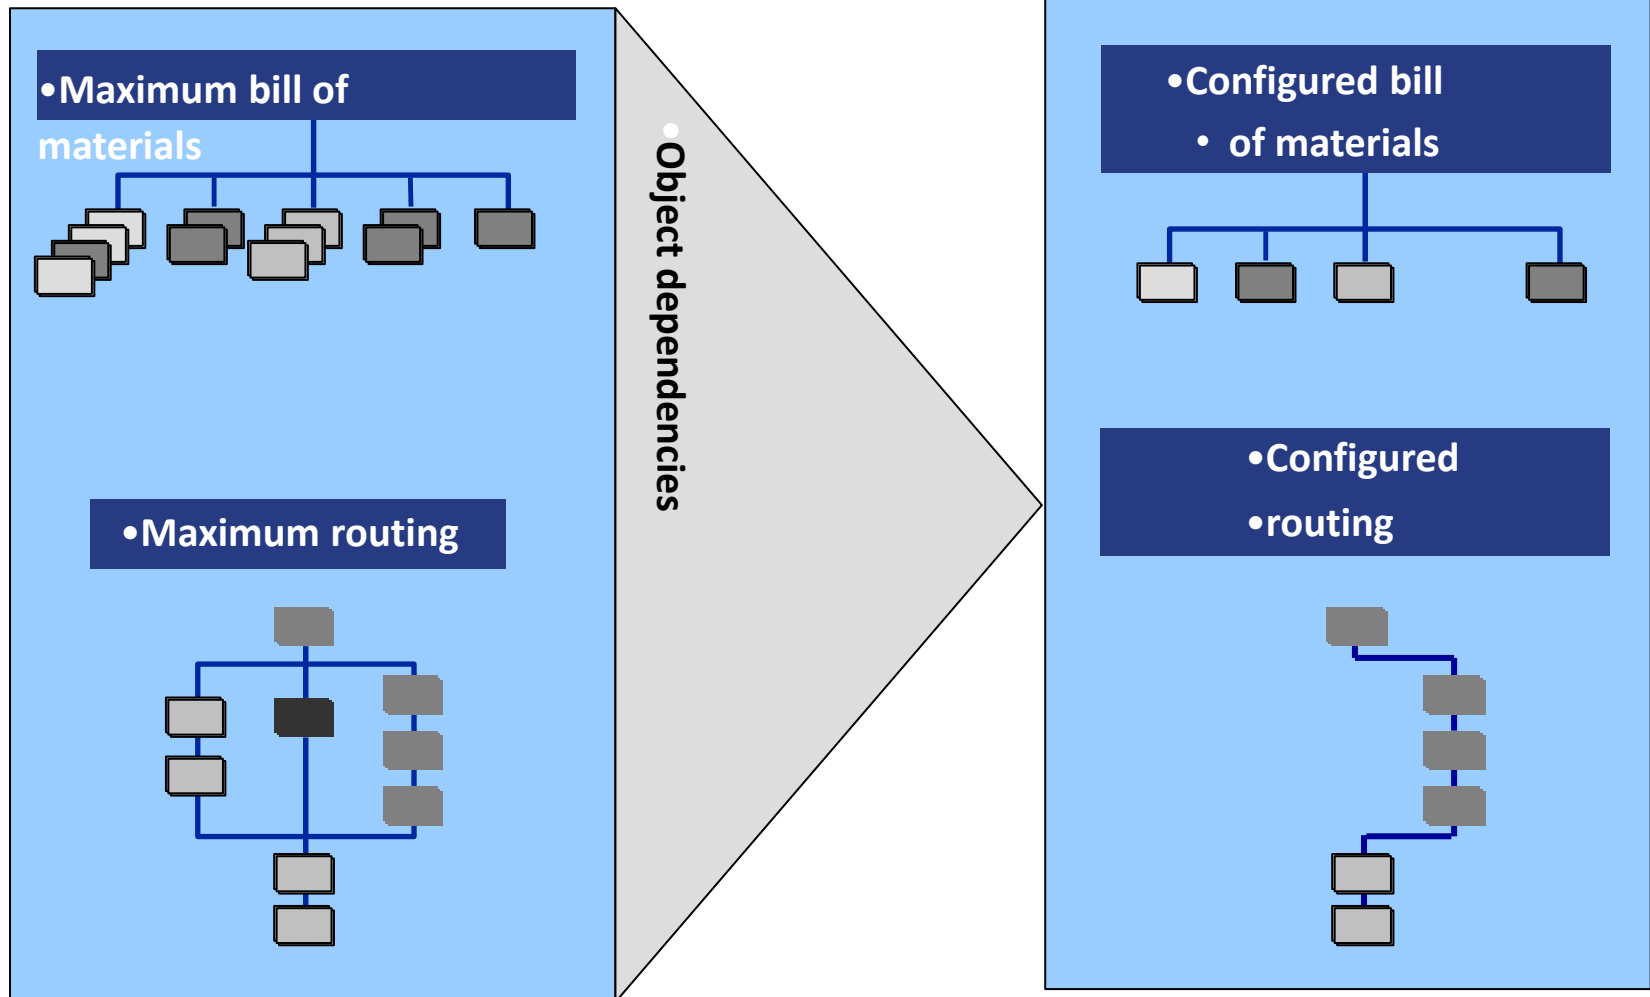 •Maximum bill of
materials
•Maximum routing
•Object dependencies
•Configured bill
• of materials
•Configured
•routing